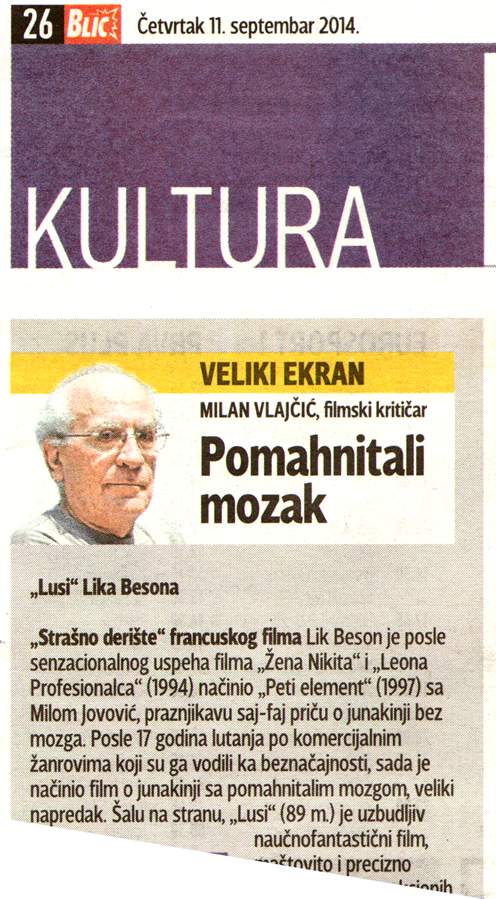 26 BLIC Četvrtak 11. septembar 2014.
KULTURA
VELIKI EKRAN
MILAN VLAJČIĆ, filmski kritičar
Pomahnitali
mozak
„Lusi“ Lika Besona
„Strašno derište“ francuskog filma Lik Beson je posle
senzacionalnog uspeha filma „Žena Nikita“ i „Leona
Profesionalca“ (1994) načinio „Peti element“ (1997) sa
Milom Jovović, praznjikavu saj-faj priču o junakinji bez
mozga. Posle 17 godina lutanja po komercijalnim
žanrovima koji su ga vodili ka beznačajnosti, sada je
načinio film o junakinji sa pomahnitalim mozgom, veliki
napredak. Šalu na stranu, „Lusi“ (89 m.) je uzbudljiv
naučnofantastični film,
i precizno